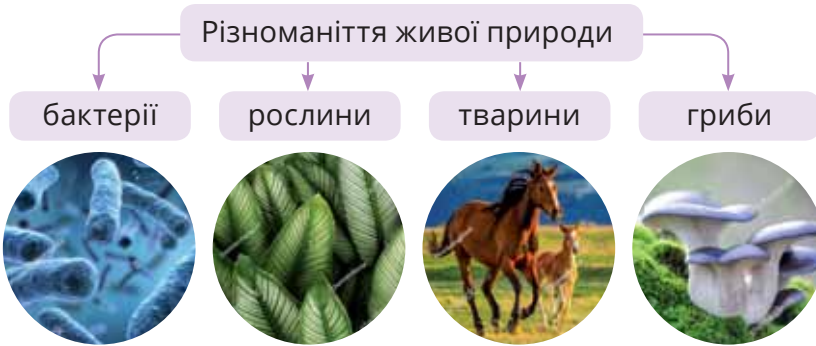 Різноманіття живої природи
бактерії
рослини
тварини
гриби